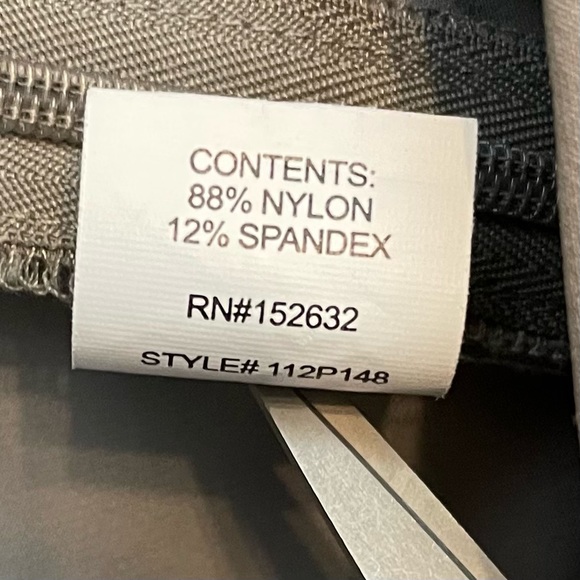 CONTENTS:
88% NYLON
12% SPANDEX
RN#152632
STYLE# 112P148